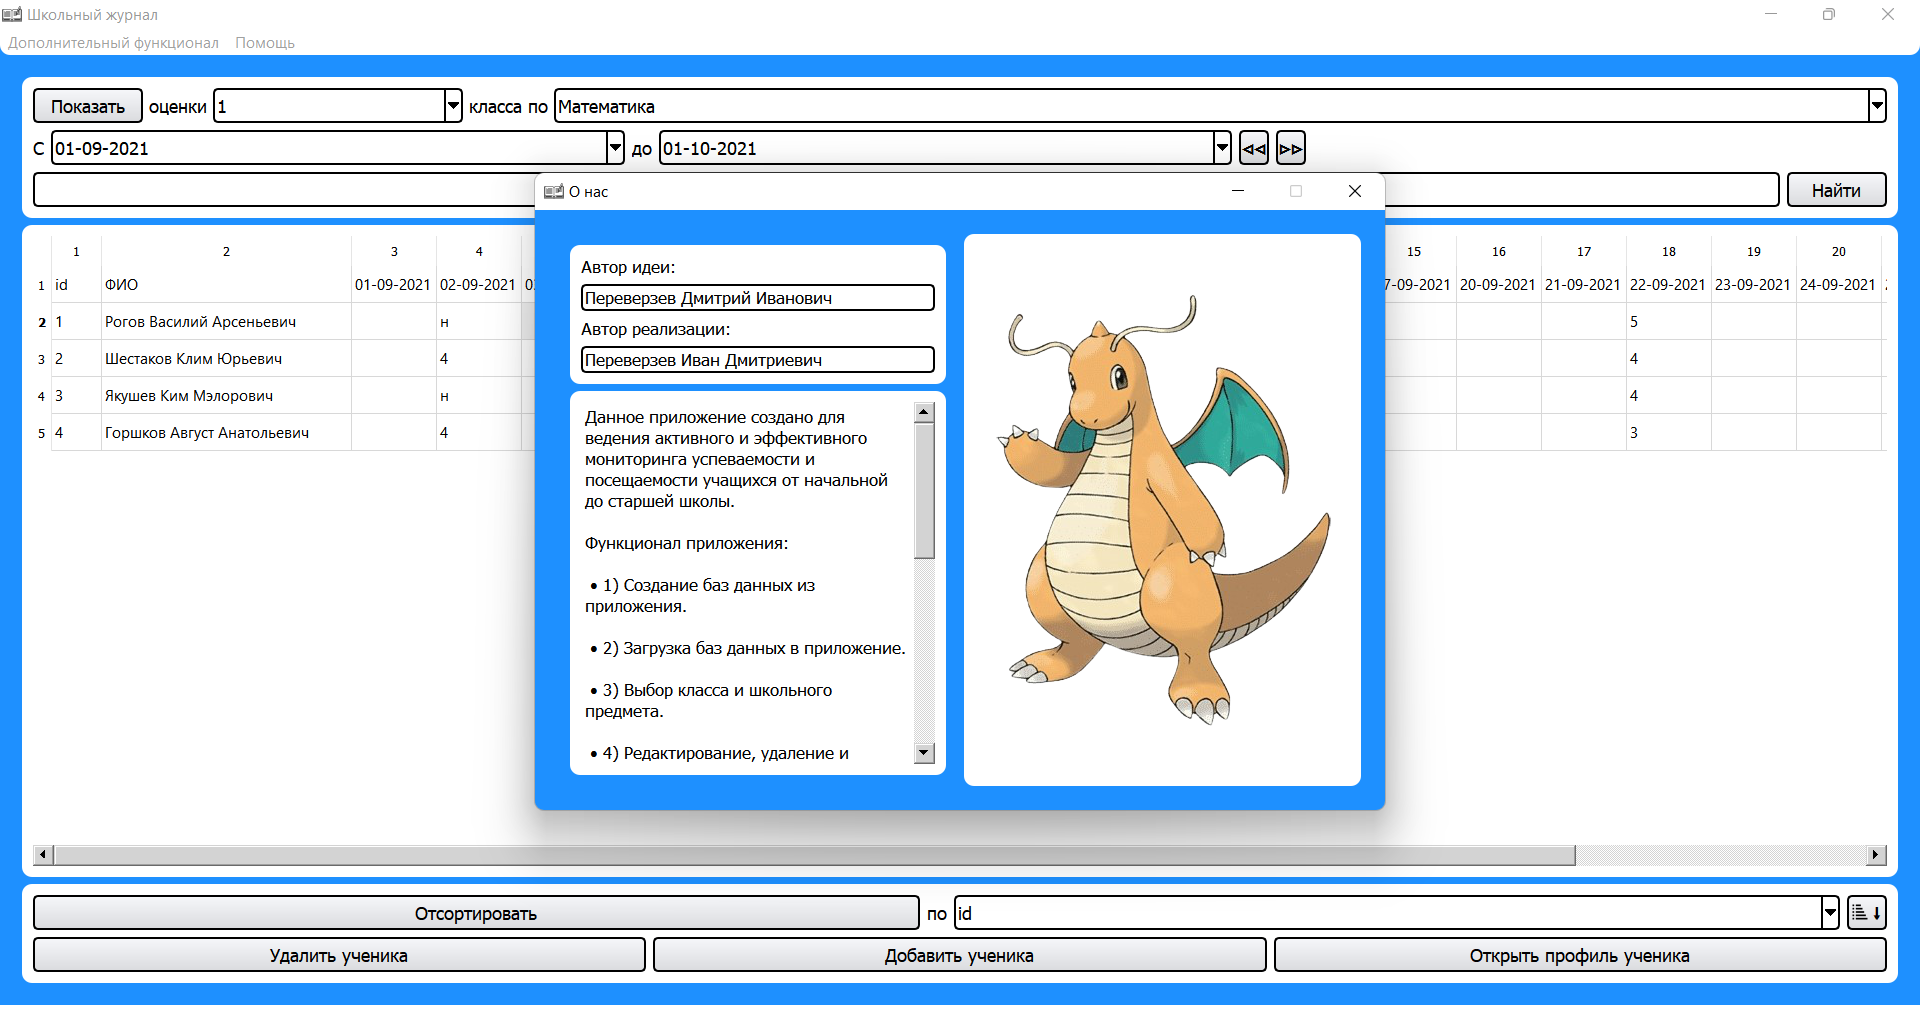 Школьный журнал
Дополнительный функционал Помощь
Показать оценки 1 класса по Математика
С 01-09-2021 до 01-10-2021
Найти
О нас
Автор идеи:
Переверзев Дмитрий Иванович
Автор реализации:
Переверзев Иван Дмитриевич
Данное приложение создано для
ведения активного и эффективного
мониторинга успеваемости и
посещаемости учащихся от начальной
до старшей школы.
Функционал приложения:
• 1) Создание баз данных из
приложения.
• 2) Загрузка баз данных в приложение.
• 3) Выбор класса и школьного
предмета.
• 4) Редактирование, удаление и
1 2 3 4 15 16 17 18 19 20
1 id ФИО 01-09-2021 02-09-2021 7-09-2021 20-09-2021 21-09-2021 22-09-2021 23-09-2021 24-09-2021
2 1 Рогов Василий Арсеньевич н 5
3 2 Шестаков Клим Юрьевич 4 4
4 3 Якушев Ким Мэлорович н 4
5 4 Горшков Август Анатольевич 4 3
Отсортировать по id
Удалить ученика Добавить ученика Открыть профиль ученика